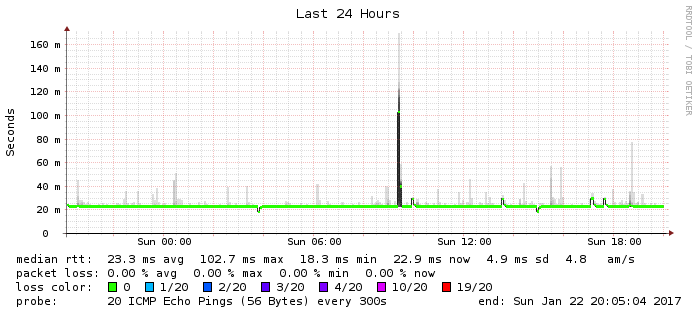 Last 24 Hours
RRDTOOL / TOBI OETIKER
Seconds
160 m
140 m
120 m
100 m
80 m
60 m
40 m
20 m
0
Sun 00:00 Sun 06:00 Sun 12:00 Sun 18:00
median rtt: 23.3 ms avg 102.7 ms max 18.3 ms min 22.9 ms now 4.9 ms sd 4.8 am/s
packet loss: 0.00 % avg 0.00 % max 0.00 % min 0.00 % now
loss color: 0 1/20 2/20 3/20 4/20 10/20 19/20
probe: 20 ICMP Echo Pings (56 Bytes) every 300s end: Sun Jan 22 20:05:04 2017